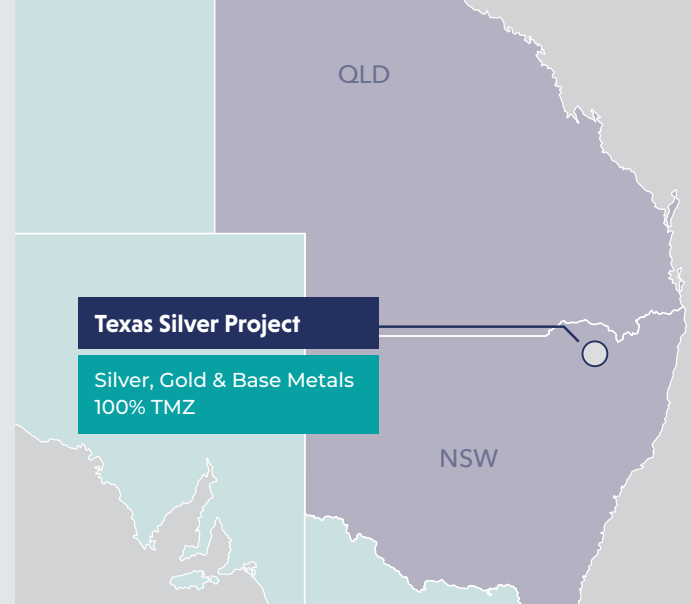 QLD
Texas Silver Project
Silver, Gold & Base Metals
100% TMZ
NSW